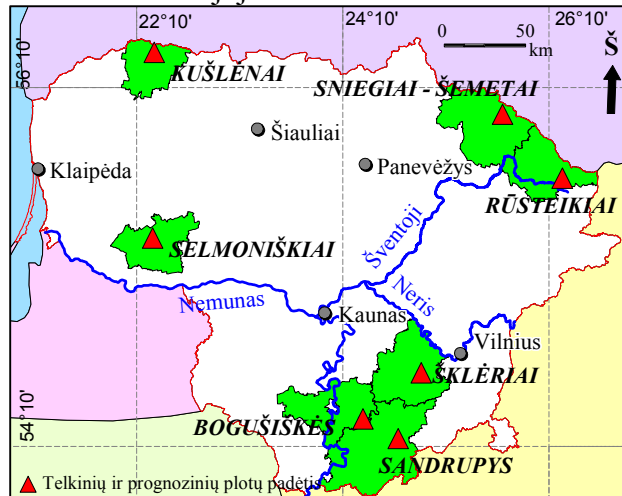 22°10'
24°10'
26°10'
0 50
km
Š
56°10'
KUŠLĖNAI
SNIEGIAI - ŠEMETAI
Šiauliai
Klaipėda
Panevėžys
RŪSTEIKIAI
SELMONIŠKIAI
Šventoji
Nemunas
Neris
Kaunas
Vilnius
ŠKLĖRIAI
BOGUŠIŠKĖS
54°10'
SANDRUPYS
Telkinių ir prognozinių plotų padėtis